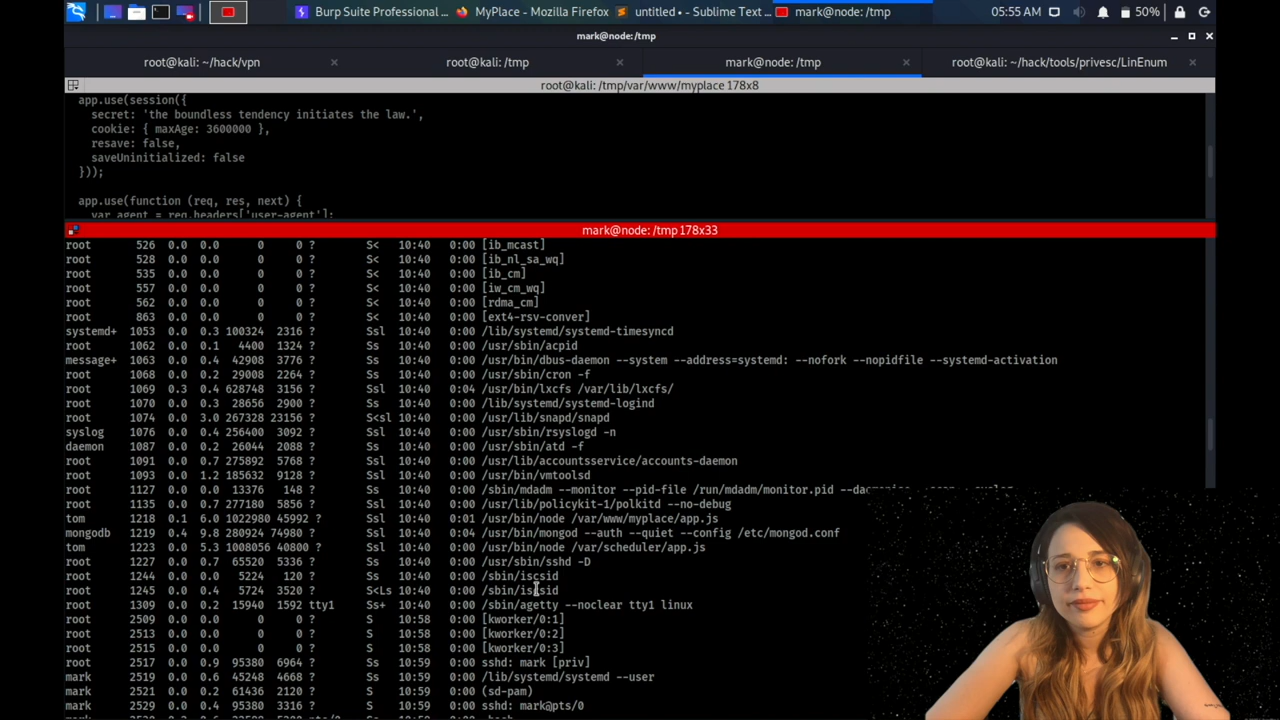 Burp Suite Professional ... MyPlace - Mozilla Firefox untitled • - Sublime Text ... mark@node: /tmp 05:55 AM 50%
mark@node: /tmp
root@kali: ~/hack/vpn × root@kali: /tmp × mark@node: /tmp × root@kali: ~/hack/tools/privesc/LinEnum ×
root@kali: /tmp/var/www/myplace 178x8
app.use(session({
secret: 'the boundless tendency initiates the law.',
cookie: { maxAge: 3600000 },
resave: false,
saveUninitialized: false
}));
app.use(function (req, res, next) {
var agent = req.headers['user-agent'];
mark@node: /tmp 178x33
root 526 0.0 0.0 0 0 ? S< 10:40 0:00 [ib_mcast]
root 528 0.0 0.0 0 0 ? S< 10:40 0:00 [ib_nl_sa_wq]
root 535 0.0 0.0 0 0 ? S< 10:40 0:00 [ib_cm]
root 557 0.0 0.0 0 0 ? S< 10:40 0:00 [iw_cm_wq]
root 562 0.0 0.0 0 0 ? S< 10:40 0:00 [rdma_cm]
root 863 0.0 0.0 0 0 ? S< 10:40 0:00 [ext4-rsv-conver]
systemd+ 1053 0.0 0.3 100324 2316 ? Ssl 10:40 0:00 /lib/systemd/systemd-timesyncd
root 1062 0.0 0.1 4400 1324 ? Ss 10:40 0:00 /usr/sbin/acpid
message+ 1063 0.0 0.4 42908 3776 ? Ss 10:40 0:00 /usr/bin/dbus-daemon --system --address=systemd: --nofork --nopidfile --systemd-activation
root 1068 0.0 0.2 29008 2264 ? Ss 10:40 0:00 /usr/sbin/cron -f
root 1069 0.3 0.4 628748 3156 ? Ssl 10:40 0:04 /usr/bin/lxcfs /var/lib/lxcfs/
root 1070 0.0 0.3 28656 2900 ? Ss 10:40 0:00 /lib/systemd/systemd-logind
root 1074 0.0 3.0 267328 23156 ? S<sl 10:40 0:00 /usr/lib/snapd/snapd
syslog 1076 0.0 0.4 256400 3092 ? Ssl 10:40 0:00 /usr/sbin/rsyslogd -n
daemon 1087 0.0 0.2 26044 2088 ? Ss 10:40 0:00 /usr/sbin/atd -f
root 1091 0.0 0.7 275892 5768 ? Ssl 10:40 0:00 /usr/lib/accountsservice/accounts-daemon
root 1093 0.0 1.2 185632 9128 ? Ssl 10:40 0:00 /usr/bin/vmtoolsd
root 1127 0.0 0.0 13376 148 ? Ss 10:40 0:00 /sbin/mdadm --monitor --pid-file /run/mdadm/monitor.pid
root 1135 0.0 0.7 277180 5856 ? Ssl 10:40 0:00 /usr/lib/policykit-1/polkitd --no-debug
tom 1218 0.1 6.0 1022980 45992 ? Ssl 10:40 0:01 /usr/bin/node /var/www/myplace/app.js
mongodb 1219 0.4 9.8 280924 74980 ? Ssl 10:40 0:04 /usr/bin/mongod --auth --quiet --config /etc/mongod.conf
tom 1223 0.0 5.3 1008056 40800 ? Ssl 10:40 0:00 /usr/bin/node /var/scheduler/app.js
root 1227 0.0 0.7 65520 5336 ? Ss 10:40 0:00 /usr/sbin/sshd -D
root 1244 0.0 0.0 5224 120 ? Ss 10:40 0:00 /sbin/iscsid
root 1245 0.0 0.4 5724 3520 ? S<Ls 10:40 0:00 /sbin/iscsid
root 1309 0.0 0.2 15940 1592 tty1 Ss+ 10:40 0:00 /sbin/agetty --noclear tty1 linux
root 2509 0.0 0.0 0 0 ? S 10:58 0:00 [kworker/0:1]
root 2513 0.0 0.0 0 0 ? S 10:58 0:00 [kworker/0:2]
root 2515 0.0 0.0 0 0 ? S 10:58 0:00 [kworker/0:3]
root 2517 0.0 0.9 95380 6964 ? Ss 10:59 0:00 sshd: mark [priv]
mark 2519 0.0 0.6 45248 4668 ? Ss 10:59 0:00 /lib/systemd/systemd --user
mark 2521 0.0 0.2 61436 2120 ? S 10:59 0:00 (sd-pam)
mark 2529 0.0 0.4 95380 3316 ? S 10:59 0:00 sshd: mark@pts/0